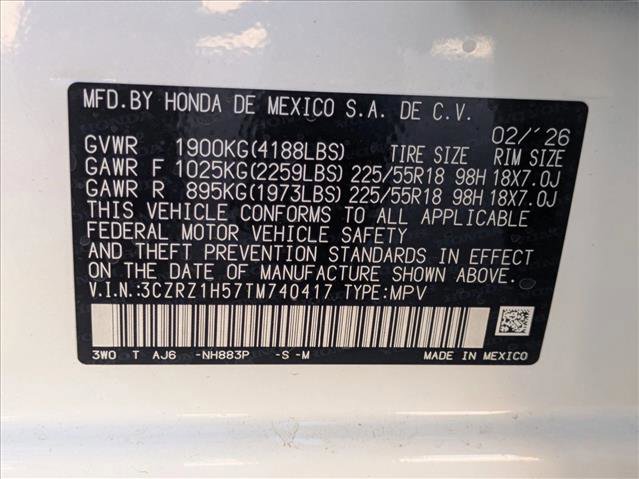 MFD.BY HONDA DE MEXICO S.A. DE C.V.
02/'26
GVWR 1900KG(4188LBS) TIRE SIZE RIM SIZE
GAWR F 1025KG(2259LBS) 225/55R18 98H 18X7.0J
GAWR R 895KG(1973LBS) 225/55R18 98H 18X7.0J
THIS VEHICLE CONFORMS TO ALL APPLICABLE
FEDERAL MOTOR VEHICLE SAFETY
AND THEFT PREVENTION STANDARDS IN EFFECT
ON THE DATE OF MANUFACTURE SHOWN ABOVE.
V.I.N.:3CZRZ1H57TM740417 TYPE:MPV
3WO T AJ6 -NH883P -S -M MADE IN MEXICO